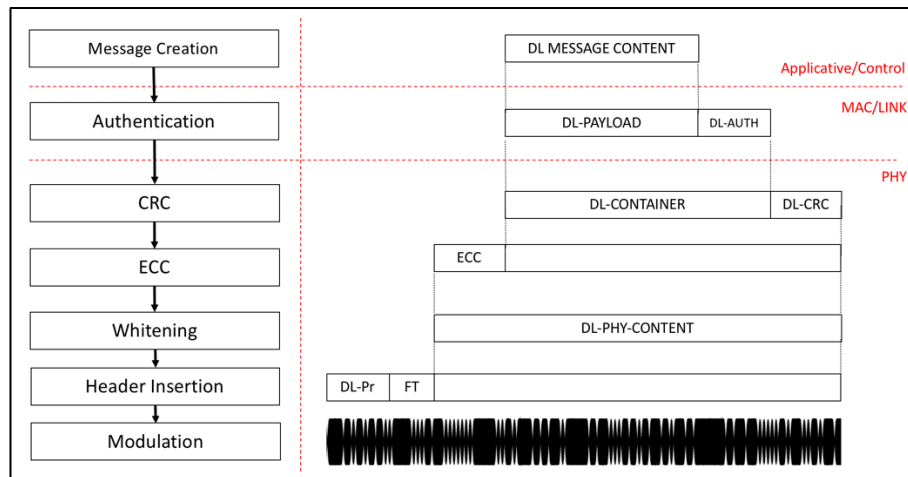 Message Creation
DL MESSAGE CONTENT
Applicative/Control
MAC/LINK
Authentication
DL-PAYLOAD
DL-AUTH
PHY
CRC
DL-CONTAINER
DL-CRC
ECC
ECC
Whitening
DL-PHY-CONTENT
Header Insertion
DL-Pr
FT
Modulation